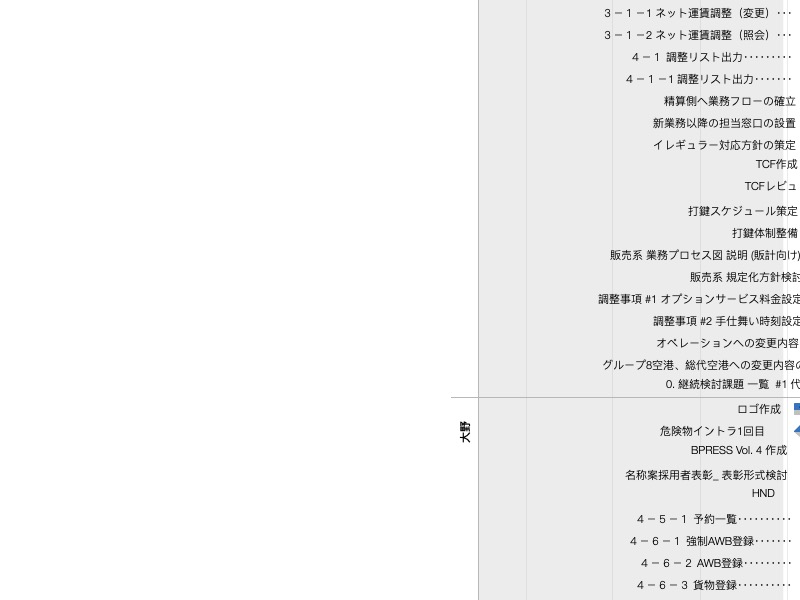 ３－１－1 ネット運賃調整（変更）･･･
３－１－2 ネット運賃調整（照会）･･･
４－１ 調整リスト出力･････････
４－１－１調整リスト出力･･･････
精算側へ業務フローの確立
新業務以降の担当窓口の設置
イレギュラー対応方針の策定
TCF作成
TCFレビュ
打鍵スケジュール策定
打鍵体制整備
販売系 業務プロセス図 説明 (販計向け)
販売系 規定化方針検討
調整事項 #1 オプションサービス料金設定
調整事項 #2 手仕舞い時刻設定
オペレーションへの変更内容
グループ8空港、総代空港への変更内容の
0. 継続検討課題 一覧 #1 代
大野
ロゴ作成
危険物イントラ1回目
BPRESS Vol. 4 作成
名称案採用者表彰_ 表彰形式検討
HND
４－５－１ 予約一覧･･････････
４－６－１ 強制AWB登録･･･････
４－６－２ AWB登録･････････
４－６－３ 貨物登録･･････････